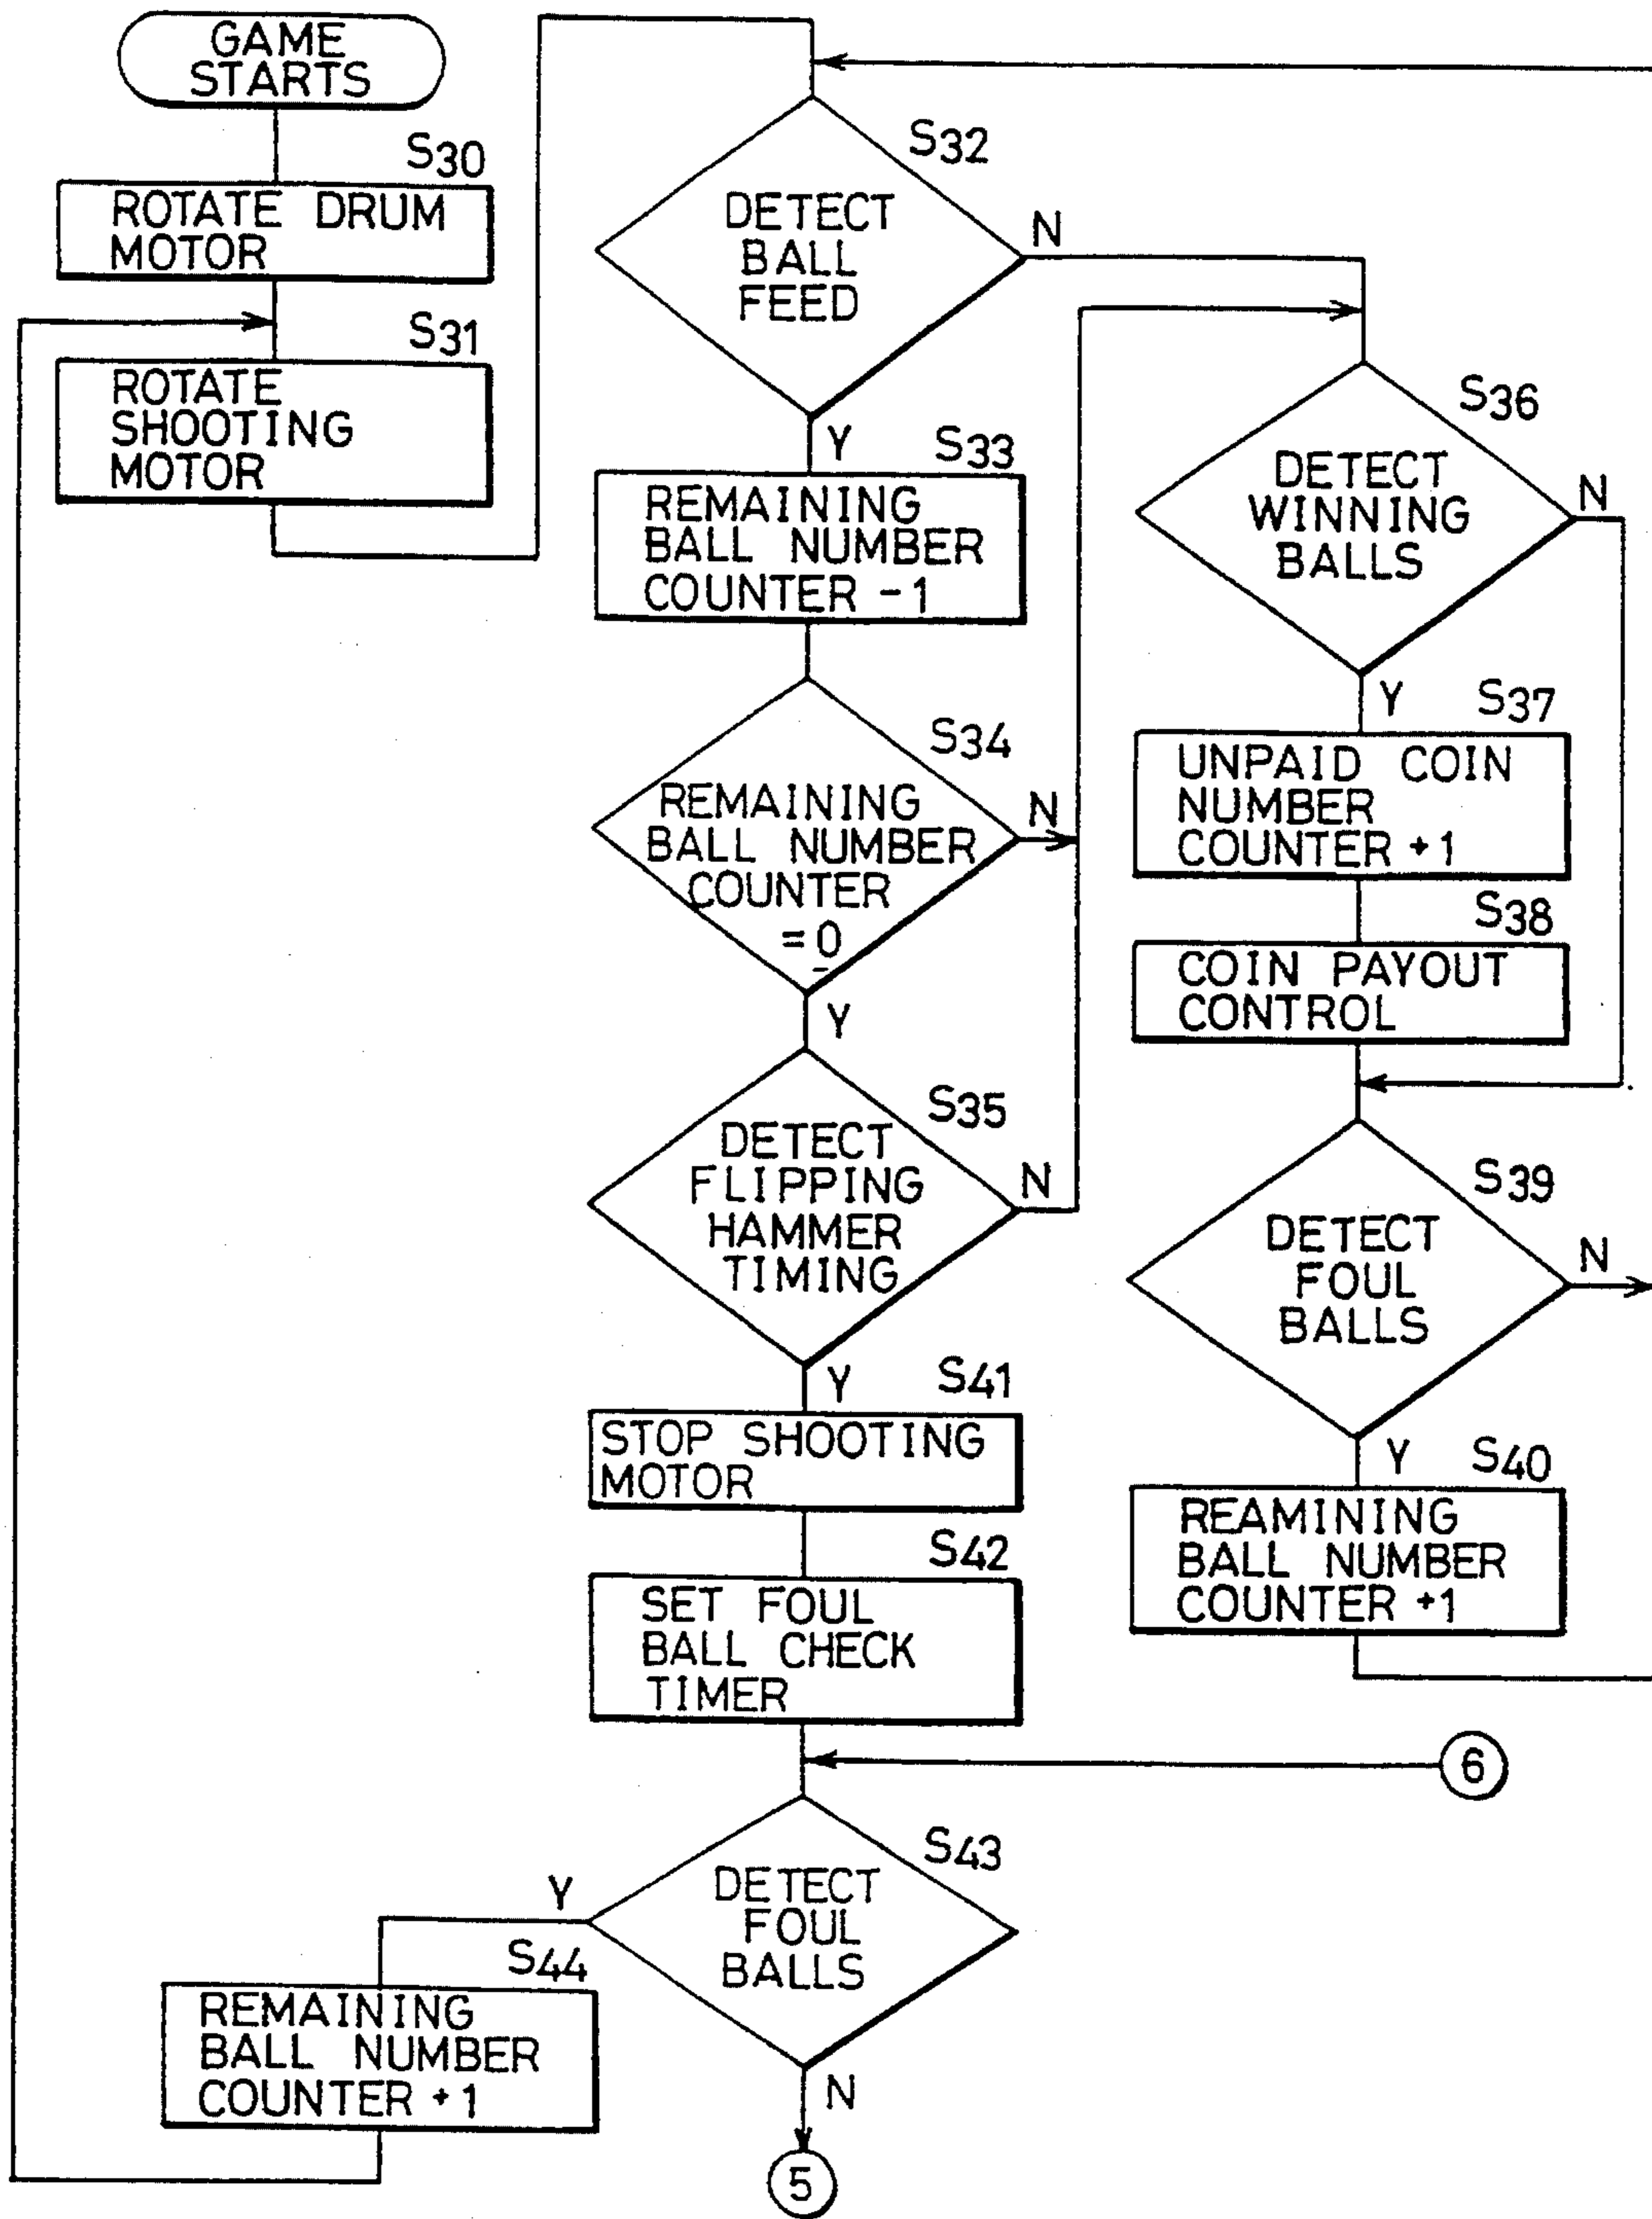 GAME
STARTS
S30
ROTATE DRUM
MOTOR
S31
ROTATE
SHOOTING
MOTOR
S32
DETECT
BALL
FEED
N
Y
S33
REMAINING
BALL NUMBER
COUNTER -1
S34
REMAINING
BALL NUMBER
COUNTER
=0
N
Y
S35
DETECT
FLIPPING
HAMMER
TIMING
N
Y
S36
DETECT
WINNING
BALLS
N
Y
S37
UNPAID COIN
NUMBER
COUNTER +1
S38
COIN PAYOUT
CONTROL
S39
DETECT
FOUL
BALLS
N
Y
S40
REAMINING
BALL NUMBER
COUNTER +1
S41
STOP SHOOTING
MOTOR
S42
SET FOUL
BALL CHECK
TIMER
6
S43
DETECT
FOUL
BALLS
Y
N
S44
REMAINING
BALL NUMBER
COUNTER +1
5